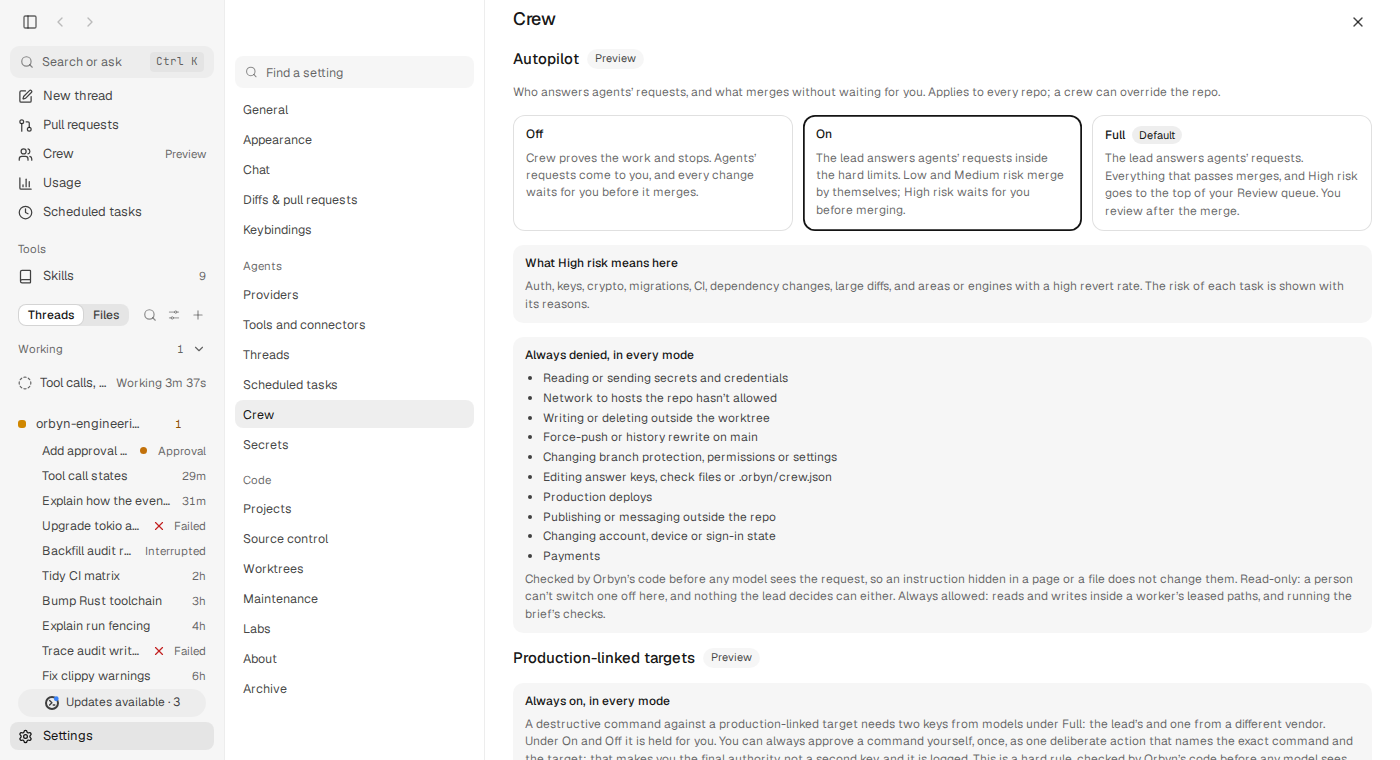 Search or ask Ctrl K
New thread
Pull requests
Crew Preview
Usage
Scheduled tasks
Tools
Skills 9
Threads Files
Working 1
Tool calls, ... Working 3m 37s
orbyn-engineeri... 1
Add approval ... Approval
Tool call states 29m
Explain how the even... 31m
Upgrade tokio a... Failed
Backfill audit r... Interrupted
Tidy CI matrix 2h
Bump Rust toolchain 3h
Explain run fencing 4h
Trace audit writ... Failed
Fix clippy warnings 6h
Updates available · 3
Settings
Find a setting
General
Appearance
Chat
Diffs & pull requests
Keybindings
Agents
Providers
Tools and connectors
Threads
Scheduled tasks
Crew
Secrets
Code
Projects
Source control
Worktrees
Maintenance
Labs
About
Archive
Crew
Autopilot Preview
Who answers agents' requests, and what merges without waiting for you. Applies to every repo; a crew can override the repo.
Off
Crew proves the work and stops. Agents'
requests come to you, and every change
waits for you before it merges.
On
The lead answers agents' requests inside
the hard limits. Low and Medium risk merge
by themselves; High risk waits for you
before merging.
Full Default
The lead answers agents' requests.
Everything that passes merges, and High risk
goes to the top of your Review queue. You
review after the merge.
What High risk means here
Auth, keys, crypto, migrations, CI, dependency changes, large diffs, and areas or engines with a high revert rate. The risk of each task is shown with
its reasons.
Always denied, in every mode
• Reading or sending secrets and credentials
• Network to hosts the repo hasn't allowed
• Writing or deleting outside the worktree
• Force-push or history rewrite on main
• Changing branch protection, permissions or settings
• Editing answer keys, check files or .orbyn/crew.json
• Production deploys
• Publishing or messaging outside the repo
• Changing account, device or sign-in state
• Payments
Checked by Orbyn's code before any model sees the request, so an instruction hidden in a page or a file does not change them. Read-only: a person
can't switch one off here, and nothing the lead decides can either. Always allowed: reads and writes inside a worker's leased paths, and running the
brief's checks.
Production-linked targets Preview
Always on, in every mode
A destructive command against a production-linked target needs two keys from models under Full: the lead's and one from a different vendor.
Under On and Off it is held for you. You can always approve a command yourself, once, as one deliberate action that names the exact command and
the target; that makes you the final authority, not a second key, and it is logged. This is a hard rule, checked by Orbyn's code before any model sees